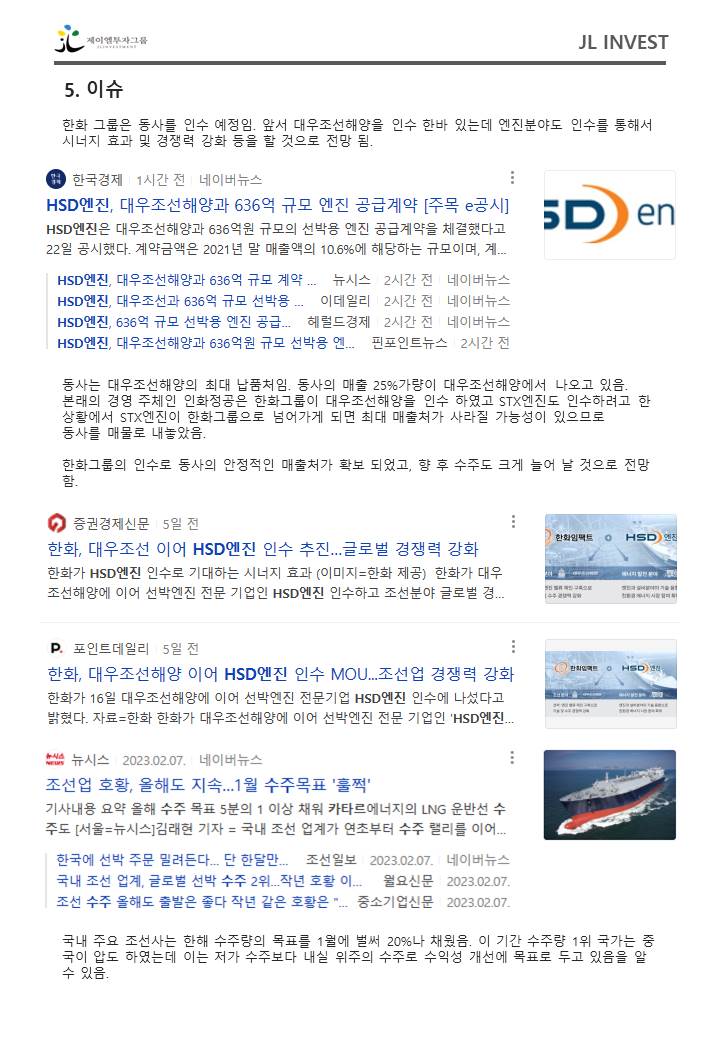 제이엘투자그룹
JLINVESTMENT
JL INVEST
5. 이슈
한화 그룹은 동사를 인수 예정임. 앞서 대우조선해양을 인수 한바 있는데 엔진분야도 인수를 통해서
시너지 효과 및 경쟁력 강화 등을 할 것으로 전망 됨.
한국경제 1시간 전 네이버뉴스
HSD엔진, 대우조선해양과 636억 규모 엔진 공급계약 [주목 e공시]
HSD엔진은 대우조선해양과 636억원 규모의 선박용 엔진 공급계약을 체결했다고
22일 공시했다. 계약금액은 2021년 말 매출액의 10.6%에 해당하는 규모이며, 계...
SD en
HSD엔진, 대우조선해양과 636억 규모 계약 ... 뉴시스 2시간 전 네이버뉴스
HSD엔진, 대우조선과 636억 규모 선박용 ... 이데일리 2시간 전 네이버뉴스
HSD엔진, 636억 규모 선박용 엔진 공급... 헤럴드경제 2시간 전 네이버뉴스
HSD엔진, 대우조선해양과 636억원 규모 선박용 엔... 핀포인트뉴스 2시간 전
동사는 대우조선해양의 최대 납품처임. 동사의 매출 25%가량이 대우조선해양에서 나오고 있음.
본래의 경영 주체인 인화정공은 한화그룹이 대우조선해양을 인수 하였고 STX엔진도 인수하려고 한
상황에서 STX엔진이 한화그룹으로 넘어가게 되면 최대 매출처가 사라질 가능성이 있으므로
동사를 매물로 내놓았음.
한화그룹의 인수로 동사의 안정적인 매출처가 확보 되었고, 향 후 수주도 크게 늘어 날 것으로 전망
함.
증권경제신문 5일 전
한화, 대우조선 이어 HSD엔진 인수 추진...글로벌 경쟁력 강화
한화가 HSD엔진 인수로 기대하는 시너지 효과 (이미지=한화 제공) 한화가 대우
조선해양에 이어 선박엔진 전문 기업인 HSD엔진 인수하고 조선분야 글로벌 경...
한화임팩트 HSD엔진
포인트데일리 5일 전
한화, 대우조선해양 이어 HSD엔진 인수 MOU...조선업 경쟁력 강화
한화가 16일 대우조선해양에 이어 선박엔진 전문기업 HSD엔진 인수에 나섰다고
밝혔다. 자료=한화 한화가 대우조선해양에 이어 선박엔진 전문 기업인 'HSD엔진...
한화임팩트 HSD엔진
뉴시스 2023.02.07. 네이버뉴스
조선업 호황, 올해도 지속...1월 수주목표 '훌쩍'
기사내용 요약 올해 수주 목표 5분의 1 이상 채워 카타르에너지의 LNG 운반선 수
주도 [서울=뉴시스]김래현 기자 = 국내 조선 업계가 연초부터 수주 랠리를 이어...
한국에 선박 주문 밀려든다... 단 한달만... 조선일보 2023.02.07. 네이버뉴스
국내 조선 업계, 글로벌 선박 수주 2위...작년 호황 이... 월요신문 2023.02.07.
조선 수주 올해도 출발은 좋다 작년 같은 호황은 "... 중소기업신문 2023.02.07.
국내 주요 조선사는 한해 수주량의 목표를 1월에 벌써 20%나 채웠음. 이 기간 수주량 1위 국가는 중
국이 압도 하였는데 이는 저가 수주보다 내실 위주의 수주로 수익성 개선에 목표로 두고 있음을 알
수 있음.